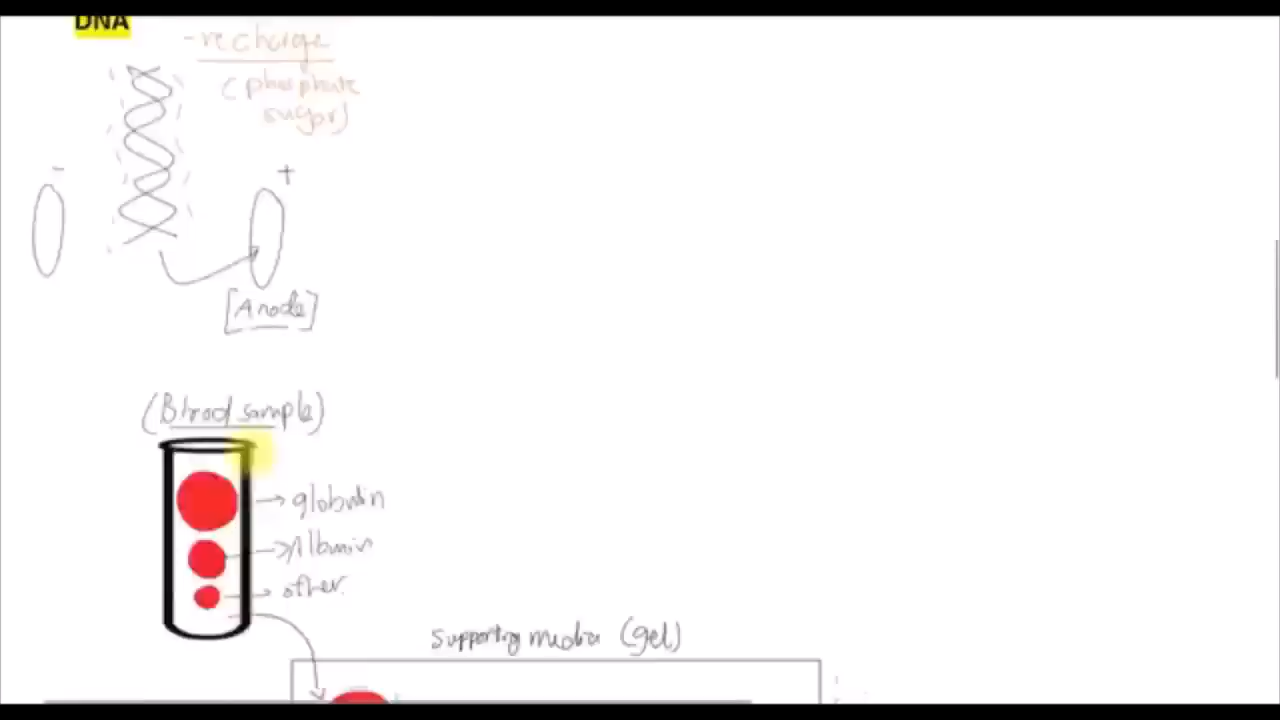 DNA
-ve charge
(phosphate
sugar)
-
+
[Anode]
(Blood sample)
globulin
Albumin
other.
supporting media (gel)